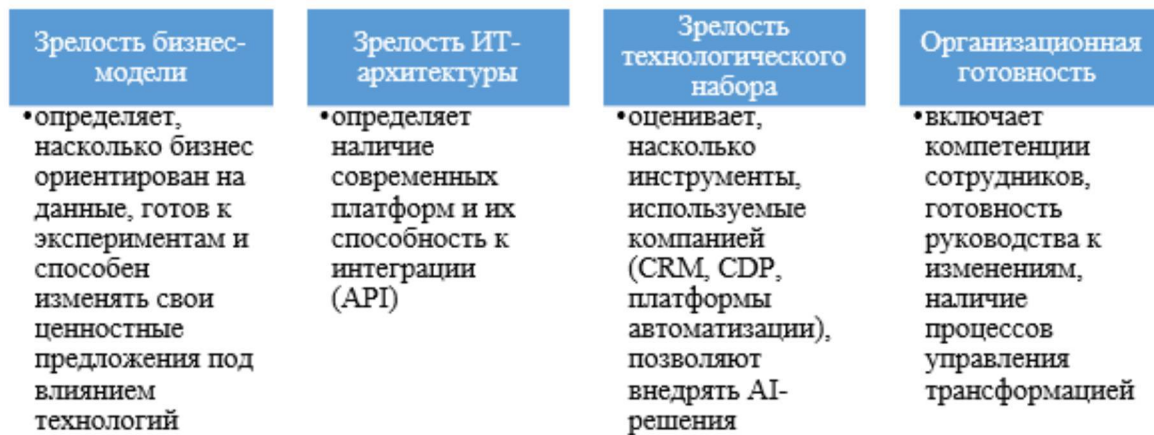 Зрелость бизнес-
модели
•определяет,
насколько бизнес
ориентирован на
данные, готов к
экспериментам и
способен
изменять свои
ценностные
предложения под
влиянием
технологий
Зрелость ИТ-
архитектуры
•определяет
наличие
современных
платформ и их
способность к
интеграции
(API)
Зрелость
технологического
набора
•оценивает,
насколько
инструменты,
используемые
компанией
(CRM, CDP,
платформы
автоматизации),
позволяют
внедрять AI-
решения
Организационная
готовность
•включает
компетенции
сотрудников,
готовность
руководства к
изменениям,
наличие
процессов
управления
трансформацией